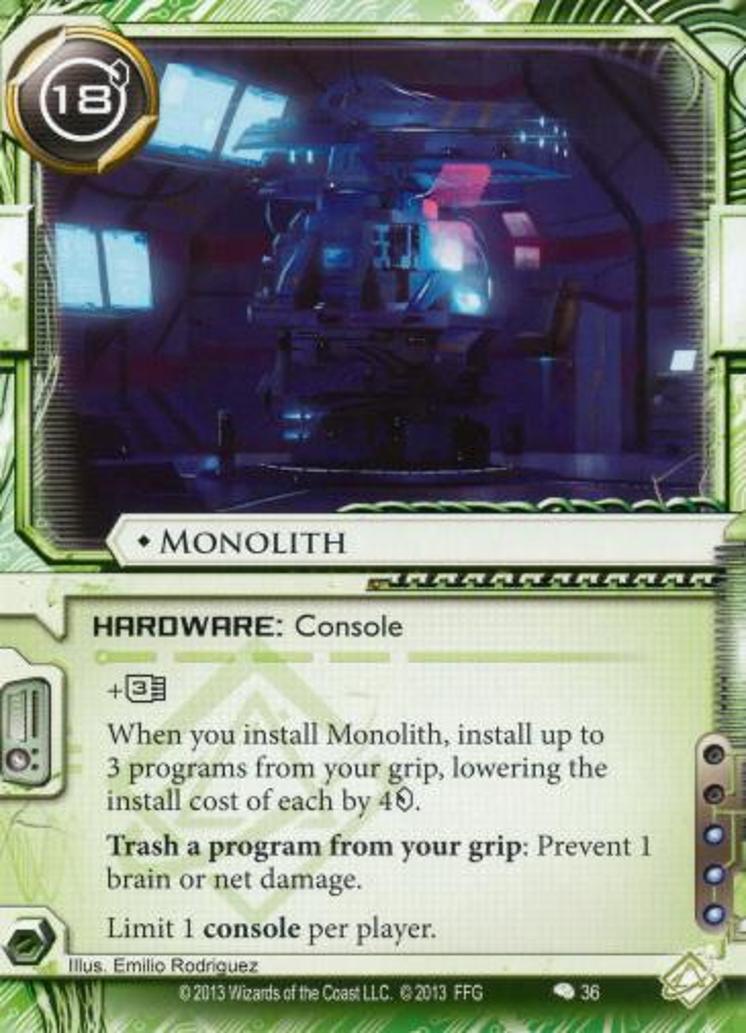 18
◆ MONOLITH
HARDWARE: Console
+3
When you install Monolith, install up to
3 programs from your grip, lowering the
install cost of each by 4.
Trash a program from your grip: Prevent 1
brain or net damage.
Limit 1 console per player.
Illus. Emilio Rodriguez
© 2013 Wizards of the Coast LLC. © 2013 FFG 36